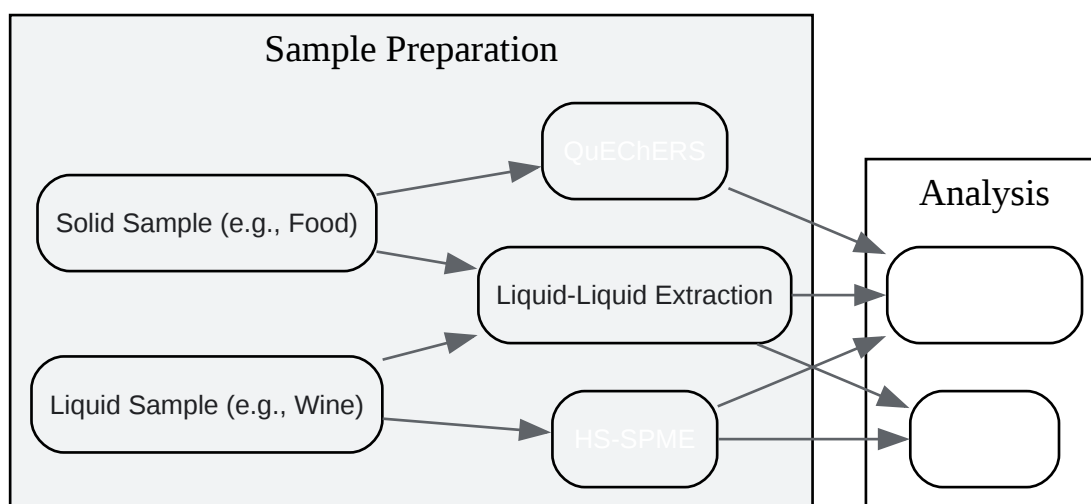 Sample Preparation
QuEChERS
Analysis
Solid Sample (e.g., Food)
Liquid-Liquid Extraction
Liquid Sample (e.g., Wine)
HS-SPME